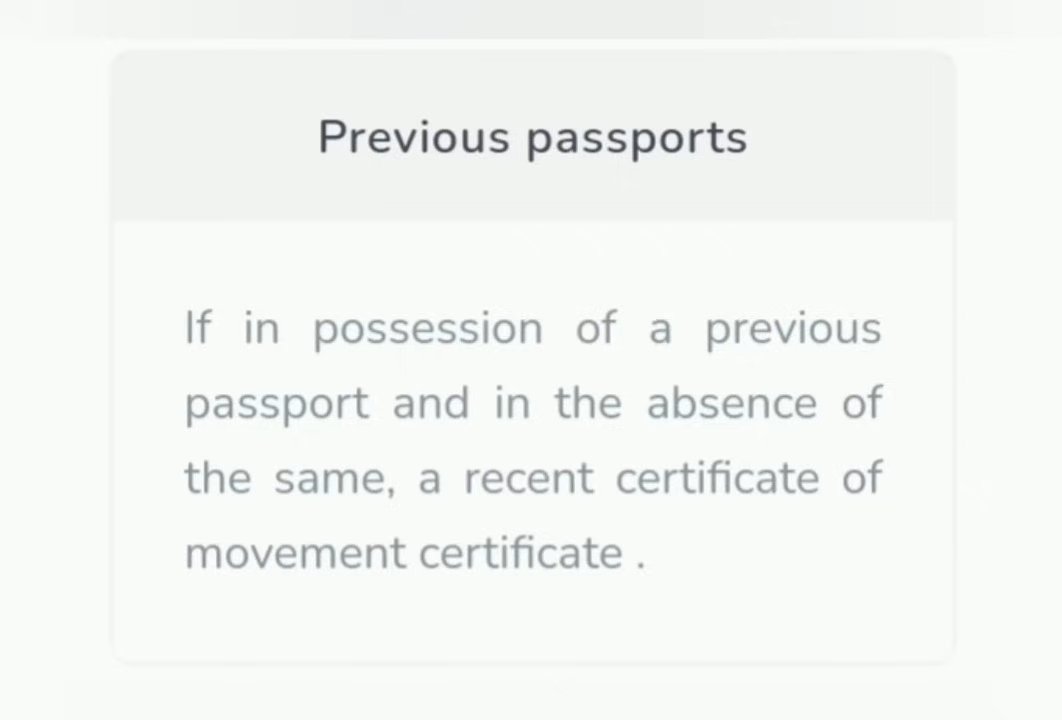 Previous passports
If in possession of a previous
passport and in the absence of
the same, a recent certificate of
movement certificate .